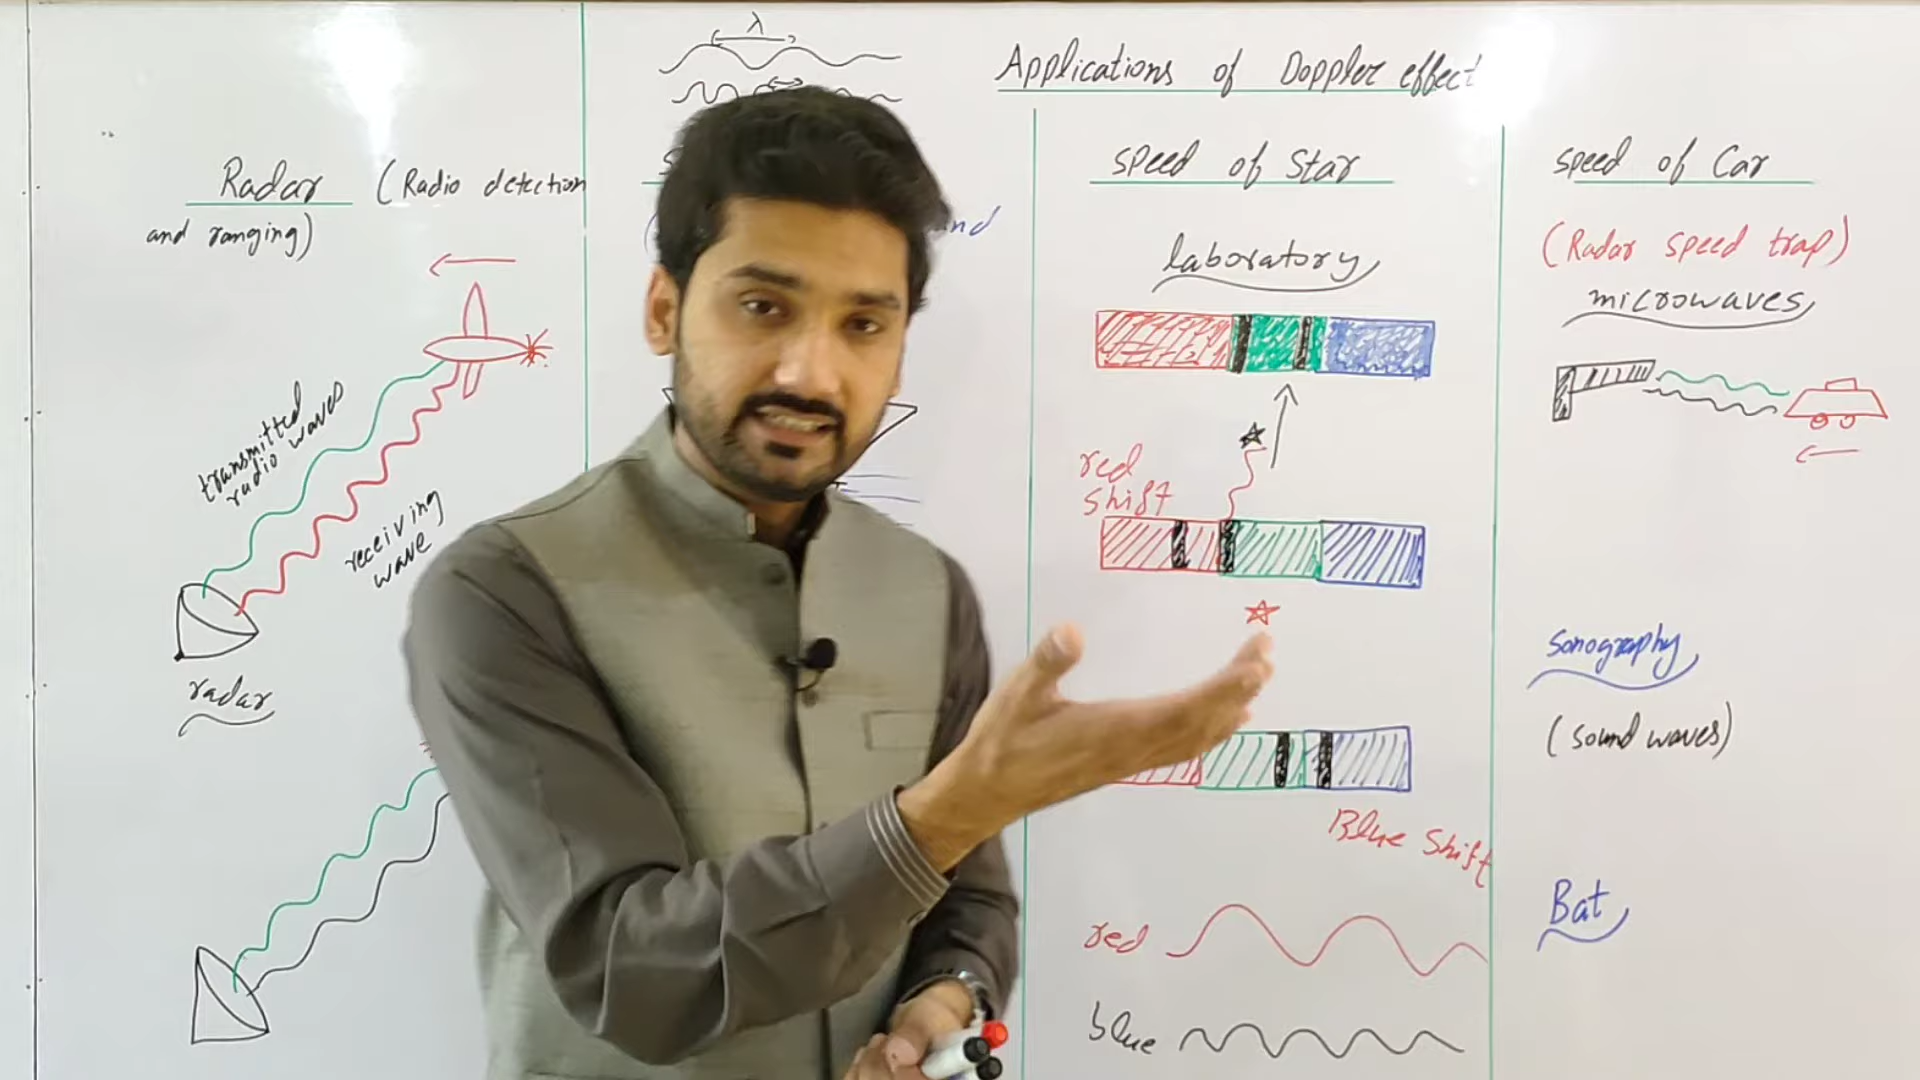 λ
Applications of Doppler effect
Radar (Radio detection
and ranging)
transmitted
radio waves
receiving
wave
radar
speed of Star
laboratory
red
shift
Blue Shift
red
blue
speed of Car
(Radar speed trap)
microwaves
sonography
(sound waves)
Bat